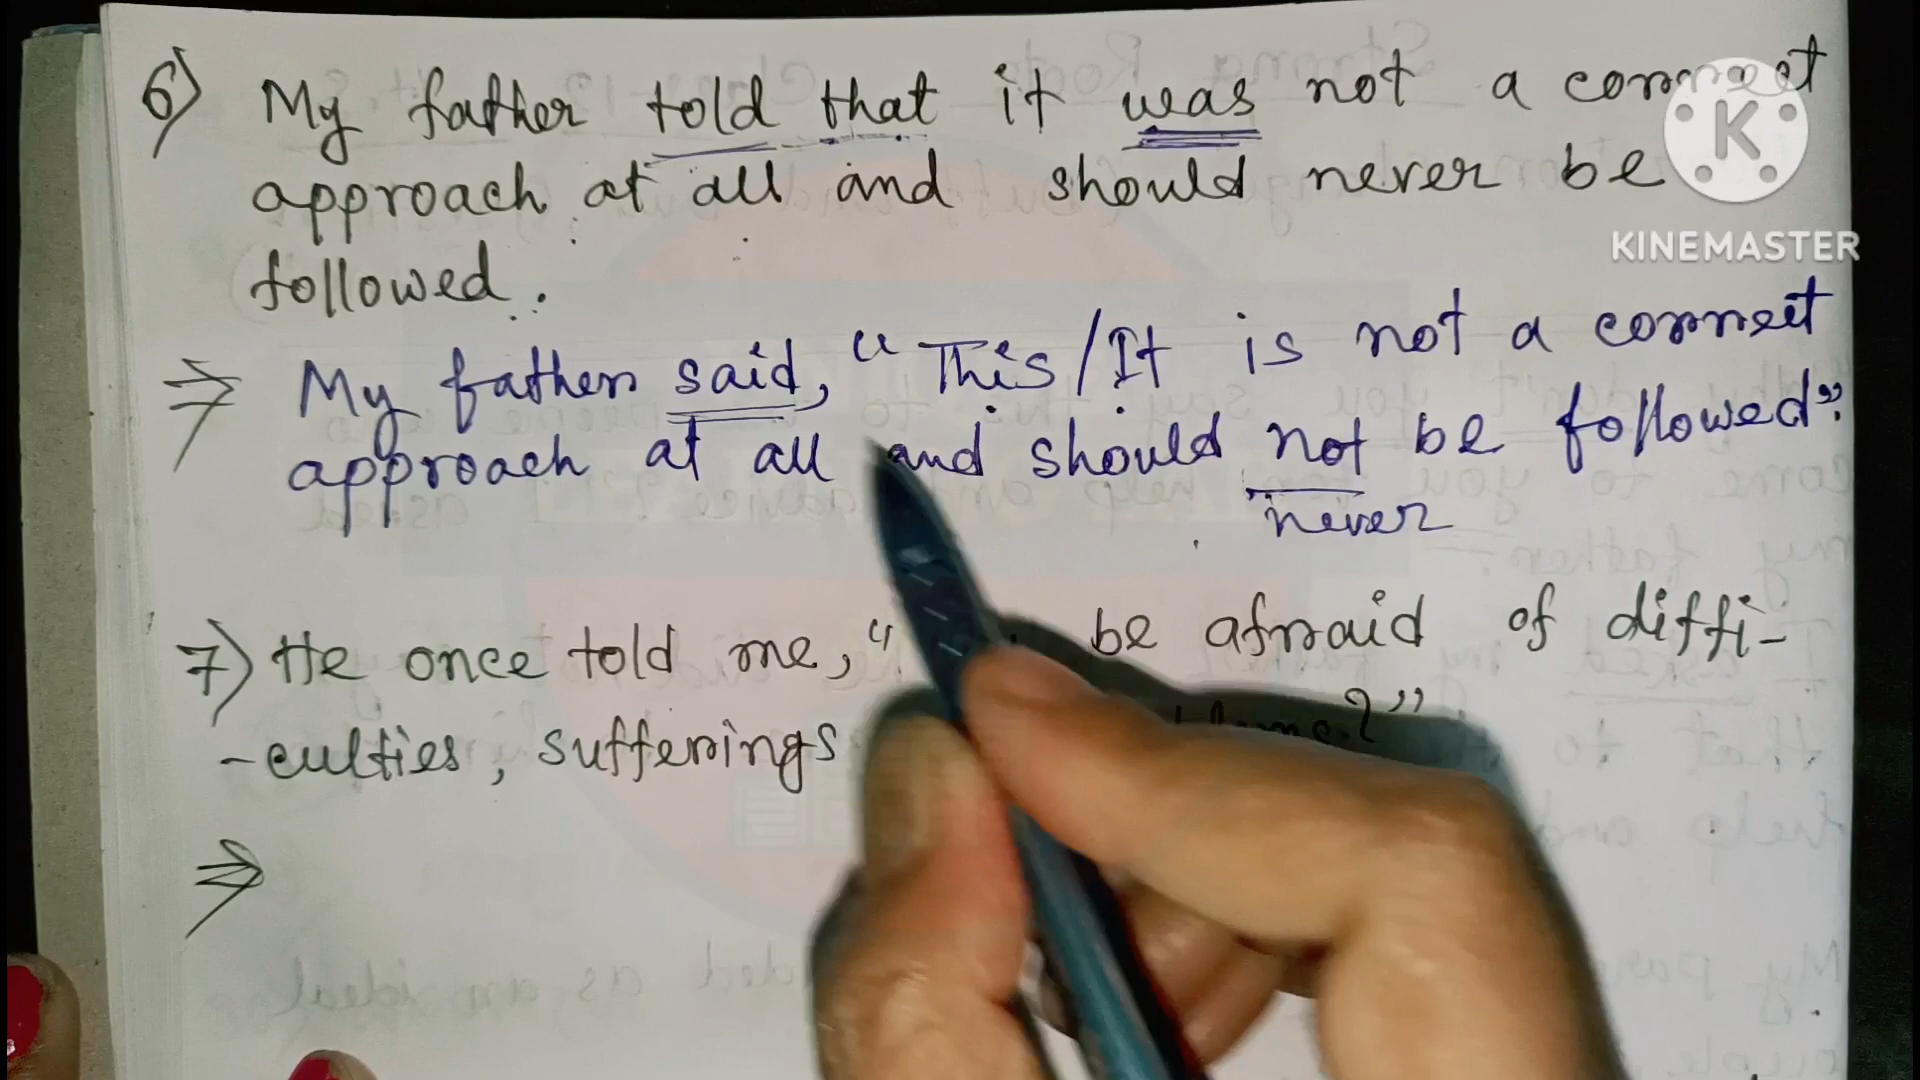 6) My father told that it was not a correct
approach at all and should never be
followed.
⇒ My father said, "This/It is not a correct
approach at all and should not be followed".
never
7) He once told me, " be afraid of diffi-
-culties, sufferings ?"
⇒
K
KINEMASTER